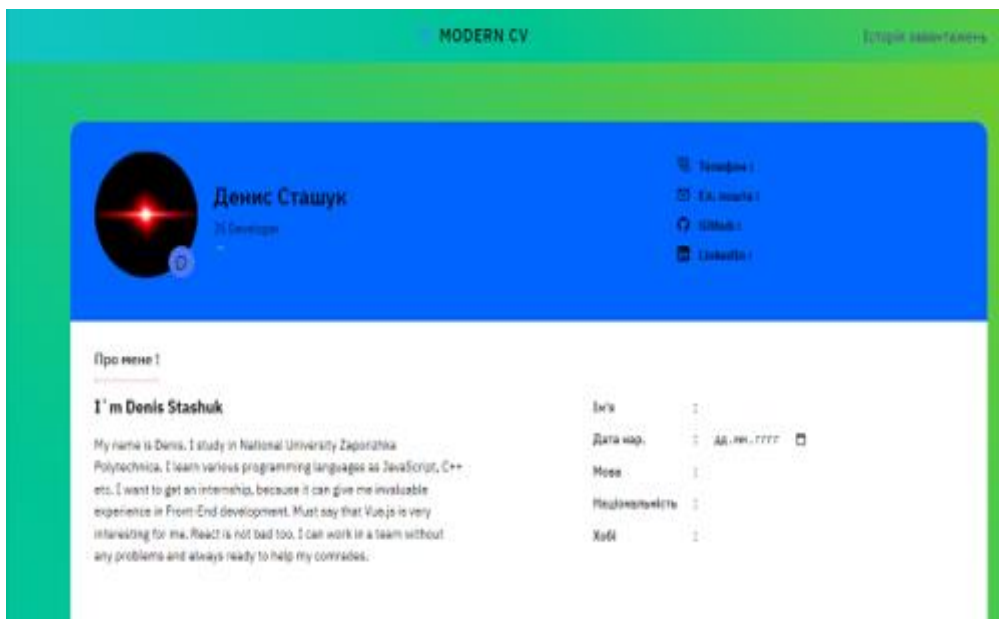 MODERN CV
Історія завантажень
Денис Сташук
JS Developer
Телефон :
Ел. пошта :
GitHub :
LinkedIn :
Про мене :
I`m Denis Stashuk
My name is Denis. I study in National University Zaporizhka
Polytechnica. I learn various programming languages as JavaScript, C++
etc. I want to get an internship, because it can give me invaluable
experience in Front-End development. Must say that Vue.js is very
interesting for me. React is not bad too. I can work in a team without
any problems and always ready to help my comrades.
Ім'я :
Дата нар. : дд.мм.гггг
Мова :
Національність :
Хобі :